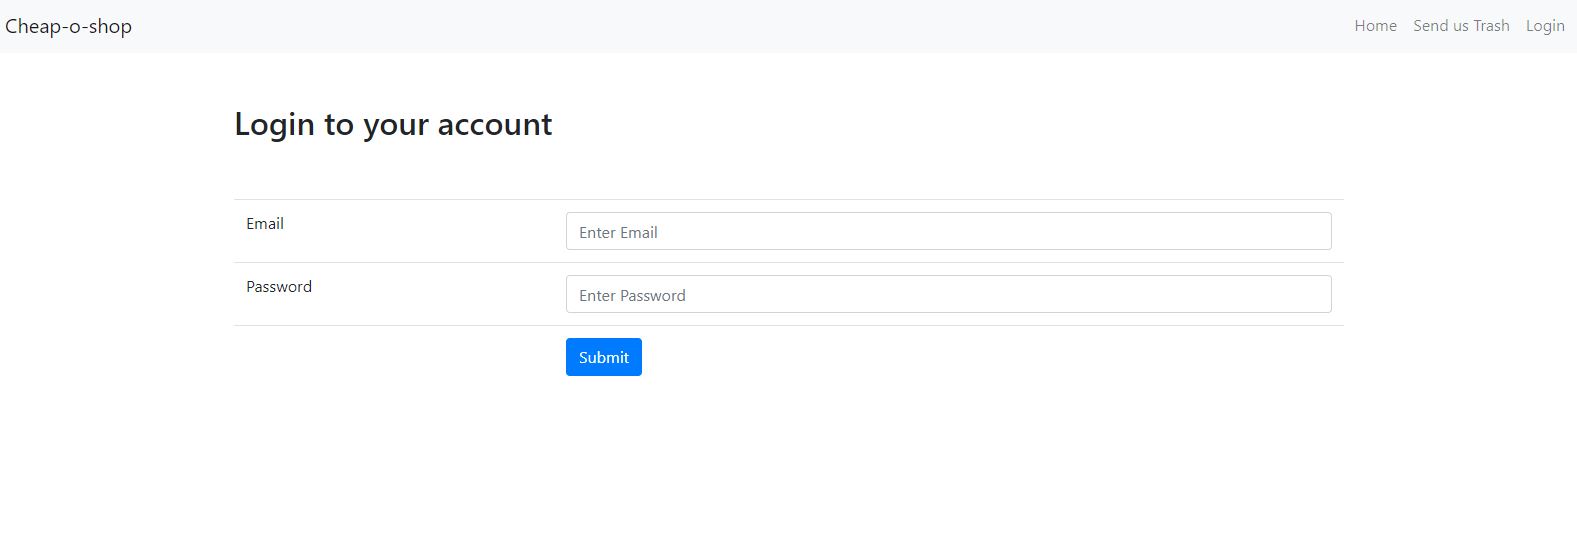 Cheap-o-shop Home Send us Trash Login
Login to your account
Email Enter Email
Password Enter Password
Submit